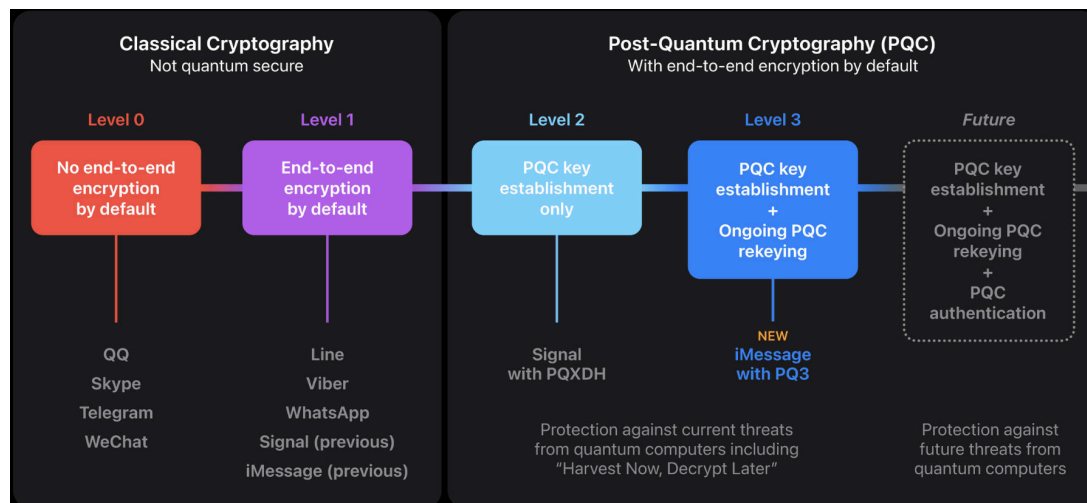 Classical Cryptography
Not quantum secure
Post-Quantum Cryptography (PQC)
With end-to-end encryption by default
Level 0
No end-to-end
encryption
by default
QQ
Skype
Telegram
WeChat
Level 1
End-to-end
encryption
by default
Line
Viber
WhatsApp
Signal (previous)
iMessage (previous)
Level 2
PQC key
establishment
only
Signal
with PQXDH
Level 3
PQC key
establishment
+
Ongoing PQC
rekeying
NEW
iMessage
with PQ3
Protection against current threats
from quantum computers including
“Harvest Now, Decrypt Later”
Future
PQC key
establishment
+
Ongoing PQC
rekeying
+
PQC
authentication
Protection against
future threats from
quantum computers